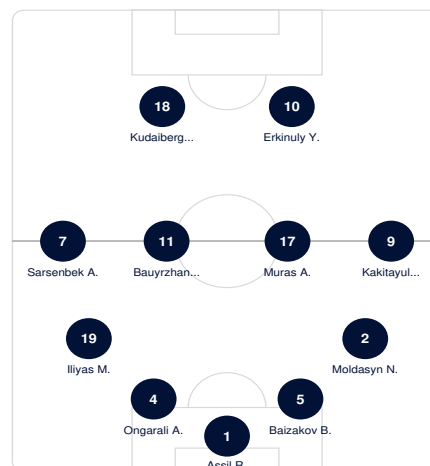 18
10
Kudaiberg...
Erkinuly Y.
7
11
17
9
Sarsenbek A.
Bauyrzhan...
Muras A.
Kakitayul...
19
2
Iliyas M.
Moldasyn N.
4
5
Ongarali A.
Baizakov B.
1
Assil R